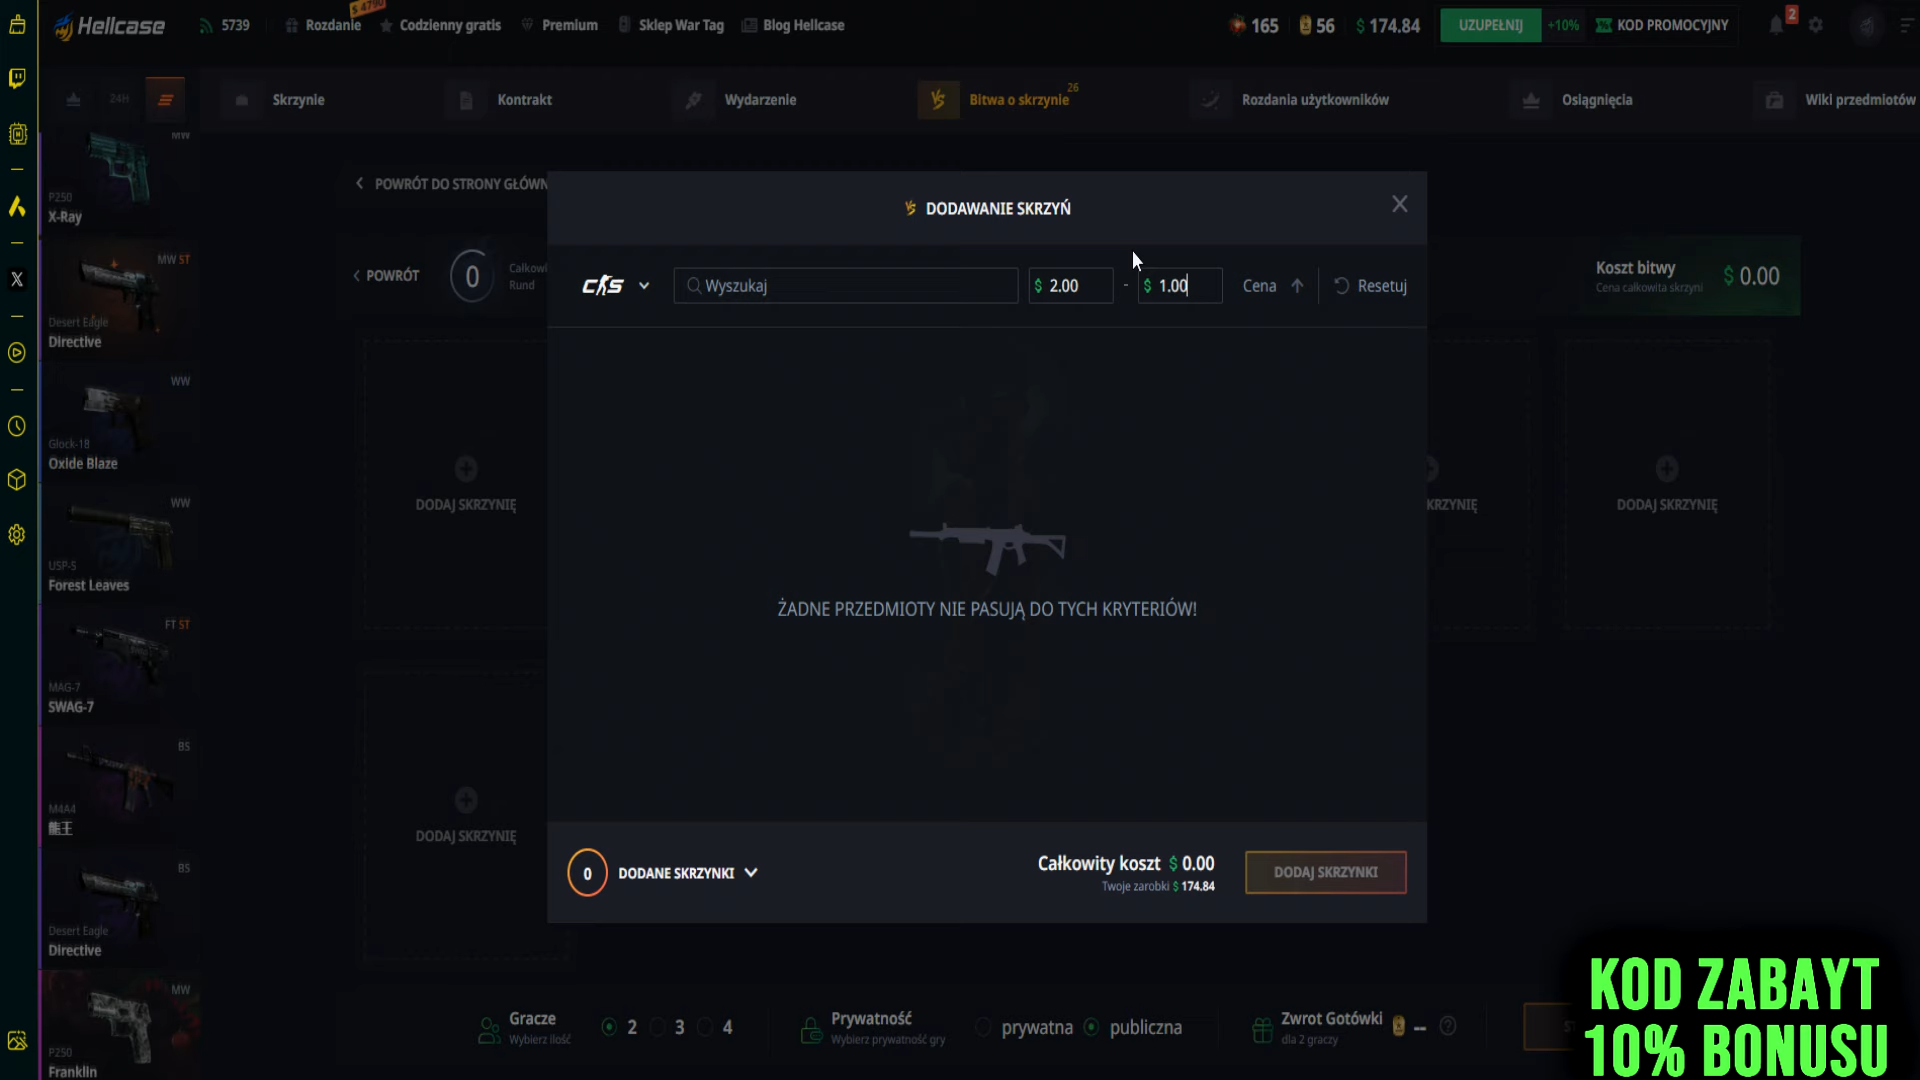 Hellcase
5739
Rozdanie
$ 4790
Codzienny gratis
Premium
Sklep War Tag
Blog Hellcase
165
56
$ 174.84
UZUPEŁNIJ
+10%
KOD PROMOCYJNY
2
24H
Skrzynie
Kontrakt
Wydarzenie
Bitwa o skrzynie
26
Rozdania użytkowników
Osiągnięcia
Wiki przedmiotów
MW
P250
X-Ray
MW ST
Desert Eagle
Directive
WW
Glock-18
Oxide Blaze
WW
USP-S
Forest Leaves
FT ST
MAG-7
SWAG-7
BS
M4A4
龍王
BS
Desert Eagle
Directive
MW
P250
Franklin
POWRÓT DO STRONY GŁÓWN
POWRÓT
0
Całkowi
Rund
Koszt bitwy
Cena całkowita skrzyni
$ 0.00
DODAJ SKRZYNIĘ
KRZYNIĘ
DODAJ SKRZYNIĘ
DODAJ SKRZYNIĘ
DODAWANIE SKRZYŃ
CS
Wyszukaj
$ 2.00
-
$ 1.00
Cena
Resetuj
ŻADNE PRZEDMIOTY NIE PASUJĄ DO TYCH KRYTERIÓW!
0
DODANE SKRZYNKI
Całkowity koszt $ 0.00
Twoje zarobki $ 174.84
DODAJ SKRZYNKI
Gracze
Wybierz ilość
2
3
4
Prywatność
Wybierz prywatność gry
prywatna
publiczna
Zwrot Gotówki
dla 2 graczy
--
KOD ZABAYT
10% BONUSU